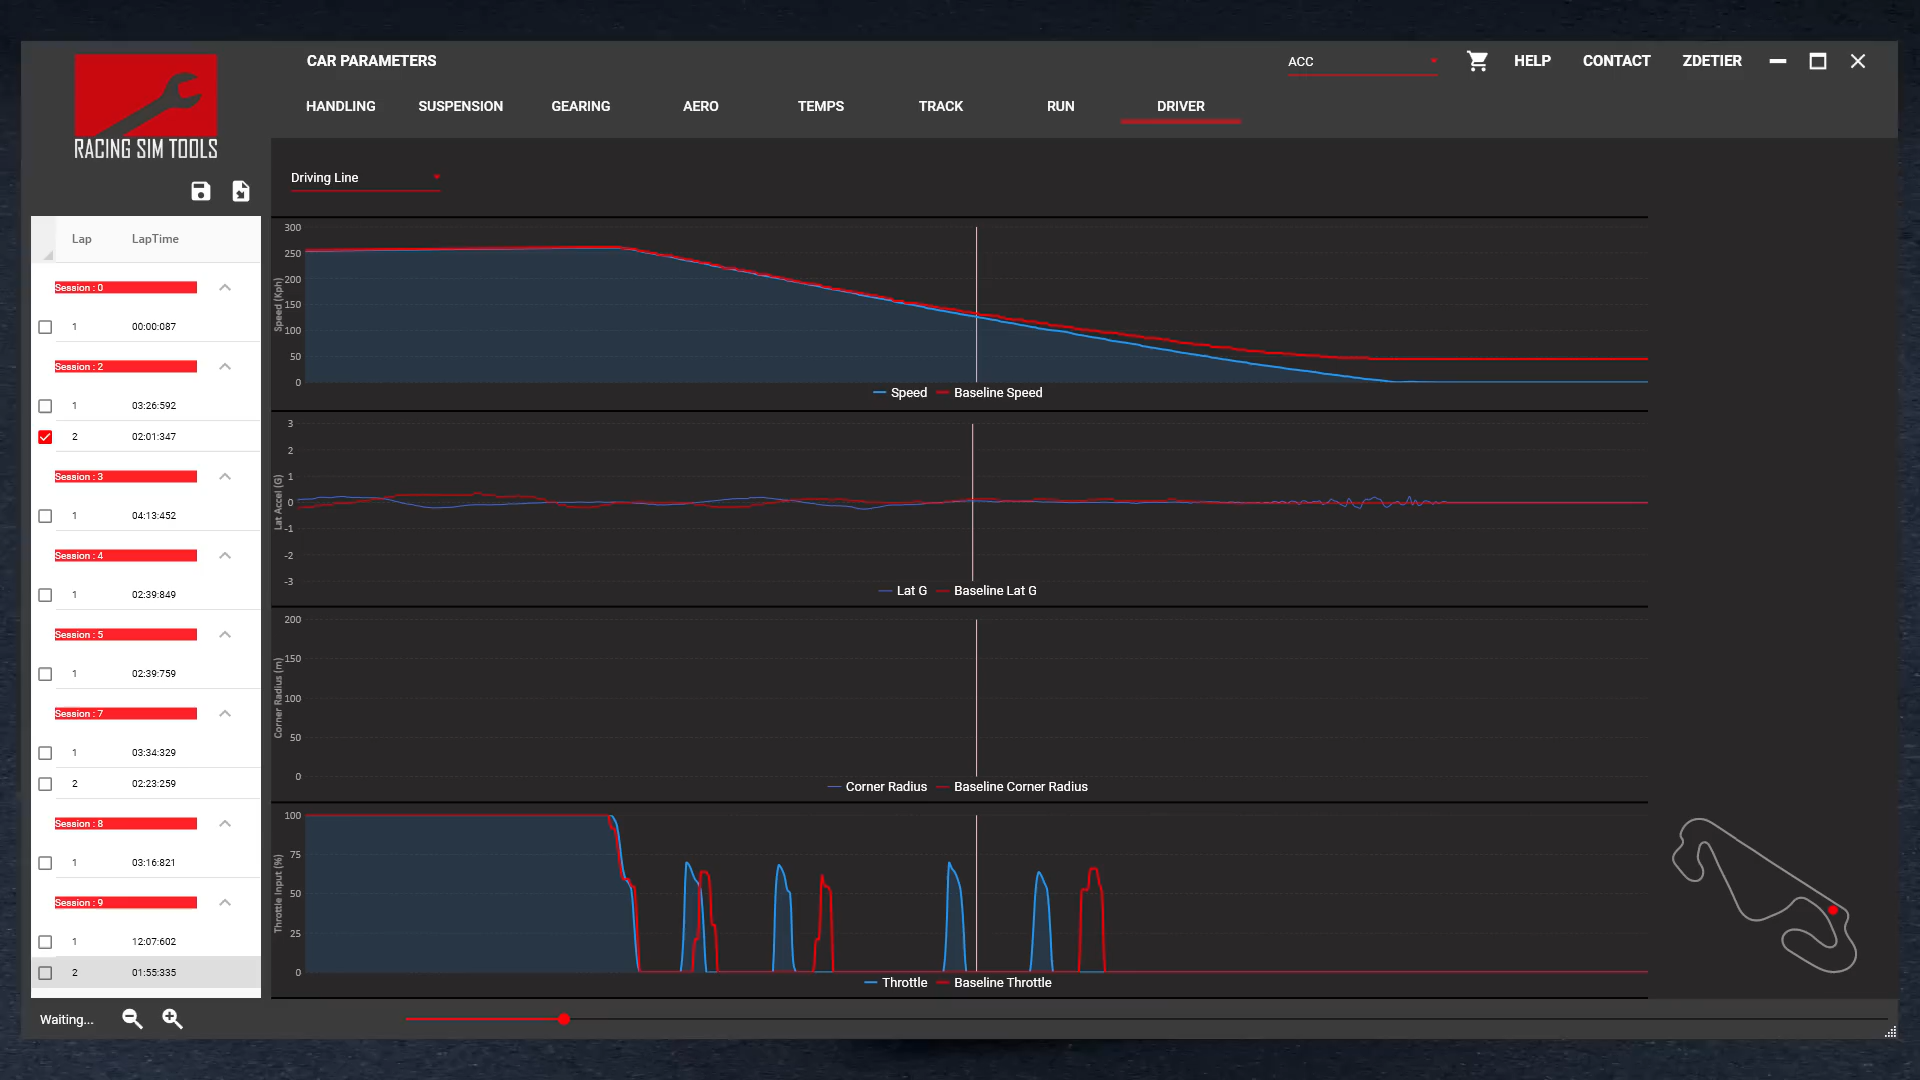 CAR PARAMETERS
ACC
HELP
CONTACT
ZDETIER
HANDLING
SUSPENSION
GEARING
AERO
TEMPS
TRACK
RUN
DRIVER
RACING SIM TOOLS
Driving Line
Lap LapTime
Session : 0
1 00:00:087
Session : 2
1 03:26:592
2 02:01:347
Session : 3
1 04:13:452
Session : 4
1 02:39:849
Session : 5
1 02:39:759
Session : 7
1 03:34:329
2 02:23:259
Session : 8
1 03:16:821
Session : 9
1 12:07:602
2 01:55:335
Waiting...
Speed (Kph)
300
250
200
150
100
50
0
Speed Baseline Speed
Lat Accel (G)
3
2
1
0
-1
-2
-3
Lat G Baseline Lat G
Corner Radius (m)
200
150
100
50
0
Corner Radius Baseline Corner Radius
Throttle Input (%)
100
75
50
25
0
Throttle Baseline Throttle